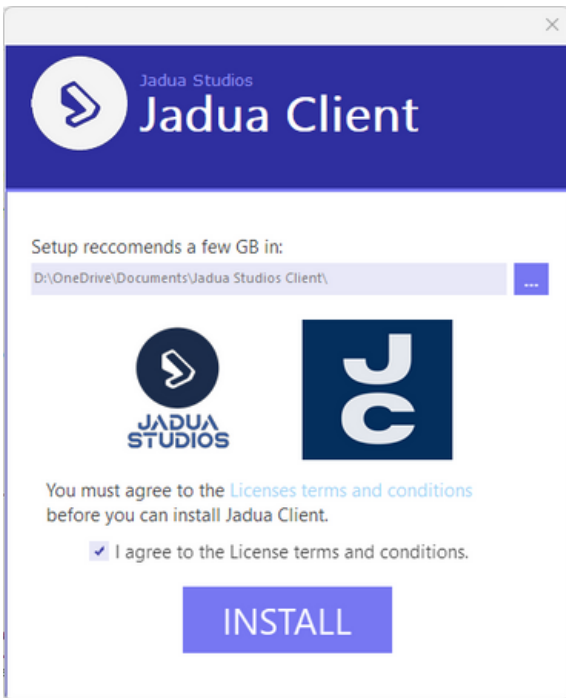 Jadua Studios
Jadua Client
Setup reccomends a few GB in:
D:\OneDrive\Documents\Jadua Studios Client\
...
JADUA
STUDIOS
J
C
You must agree to the Licenses terms and conditions
before you can install Jadua Client.
I agree to the License terms and conditions.
INSTALL